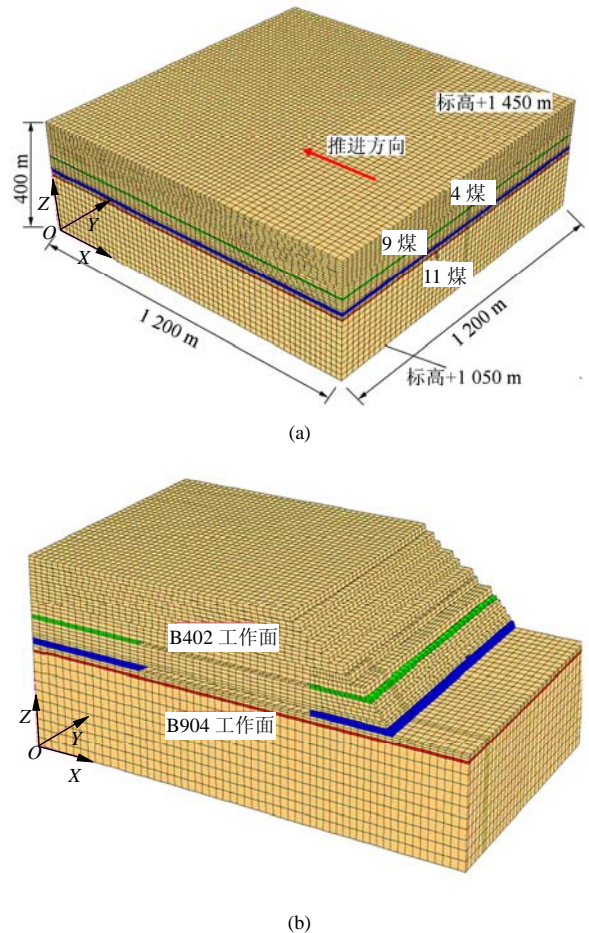 标高+1 450 m
推进方向
400 m
4 煤
Z
9 煤
O
Y
X
11 煤
1 200 m
1 200 m
标高+1 050 m
(a)
B402 工作面
B904 工作面
Z
Y
O
X
(b)